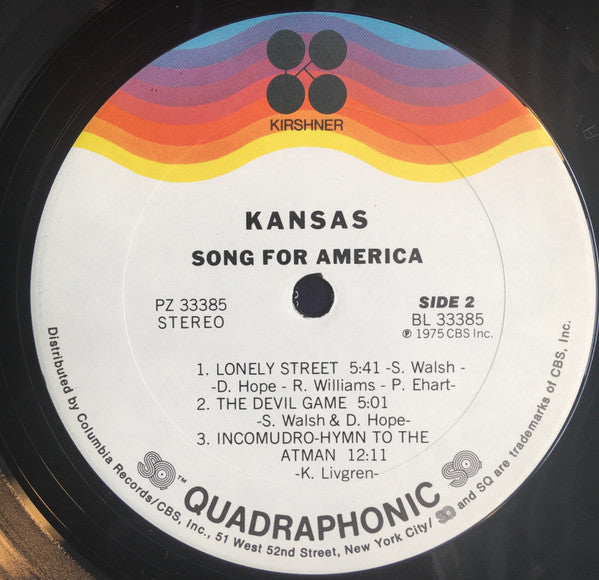 KIRSHNER
KANSAS
SONG FOR AMERICA
PZ 33385
STEREO
SIDE 2
BL 33385
℗ 1975 CBS Inc.
1. LONELY STREET 5:41 -S. Walsh -
-D. Hope - R. Williams - P. Ehart-
2. THE DEVIL GAME 5:01
-S. Walsh & D. Hope-
3. INCOMUDRO-HYMN TO THE
ATMAN 12:11
-K. Livgren-
SQ™ QUADRAPHONIC SQ
Distributed by Columbia Records/CBS, Inc., 51 West 52nd Street, New York City/ SQ and SQ are trademarks of CBS, Inc.